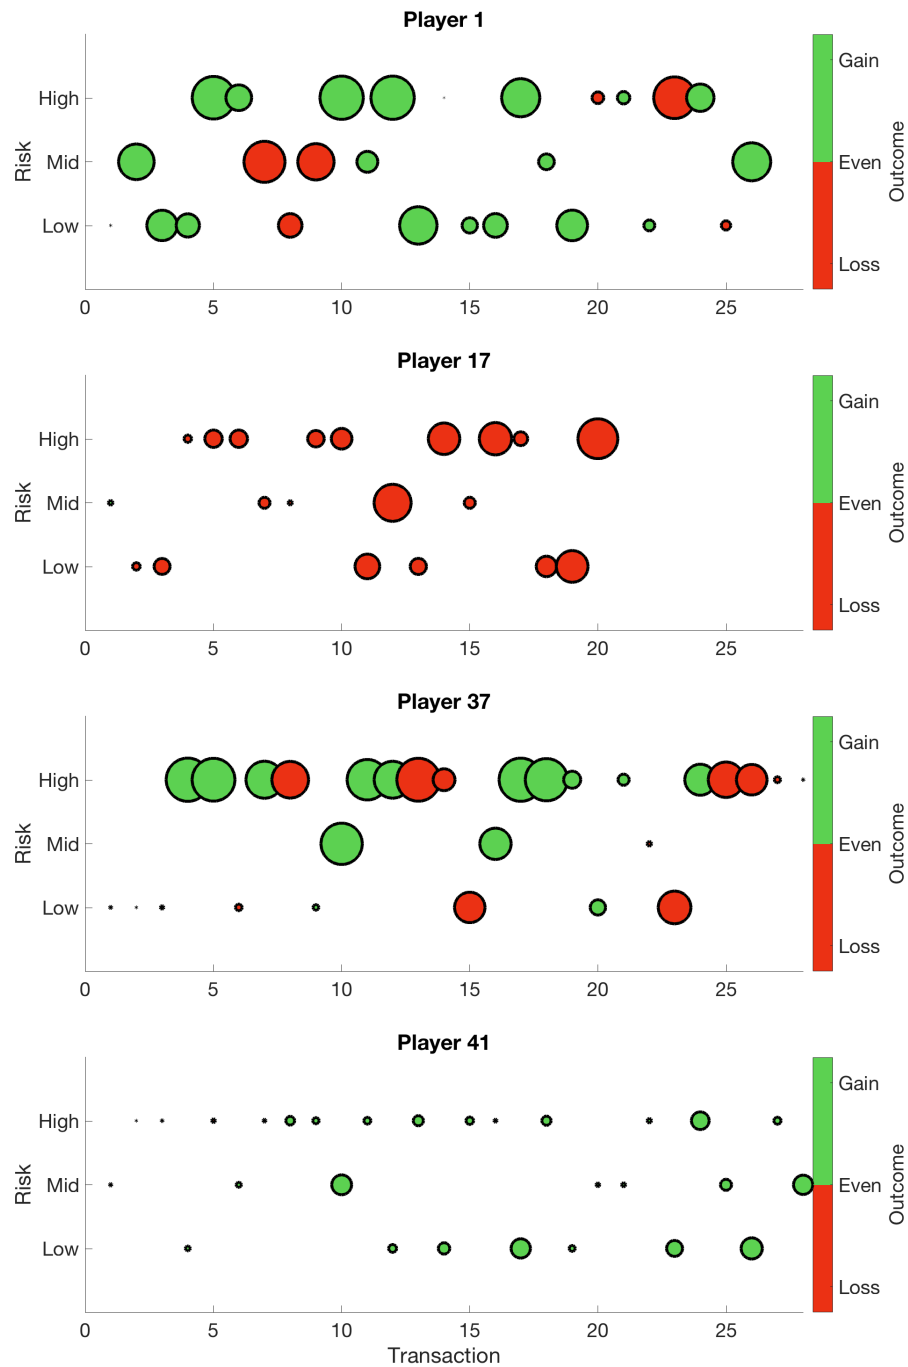 Player 1
High
Mid
Low
Risk
0 5 10 15 20 25
Gain
Even
Loss
Outcome
Player 17
High
Mid
Low
Risk
0 5 10 15 20 25
Gain
Even
Loss
Outcome
Player 37
High
Mid
Low
Risk
0 5 10 15 20 25
Gain
Even
Loss
Outcome
Player 41
High
Mid
Low
Risk
0 5 10 15 20 25
Transaction
Gain
Even
Loss
Outcome